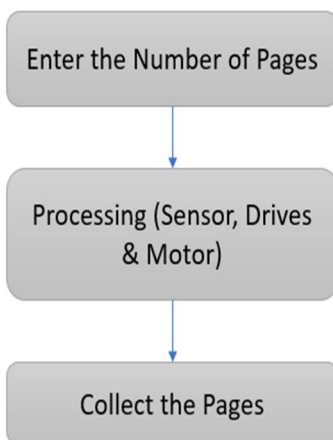 Enter the Number of Pages
Processing (Sensor, Drives
& Motor)
Collect the Pages